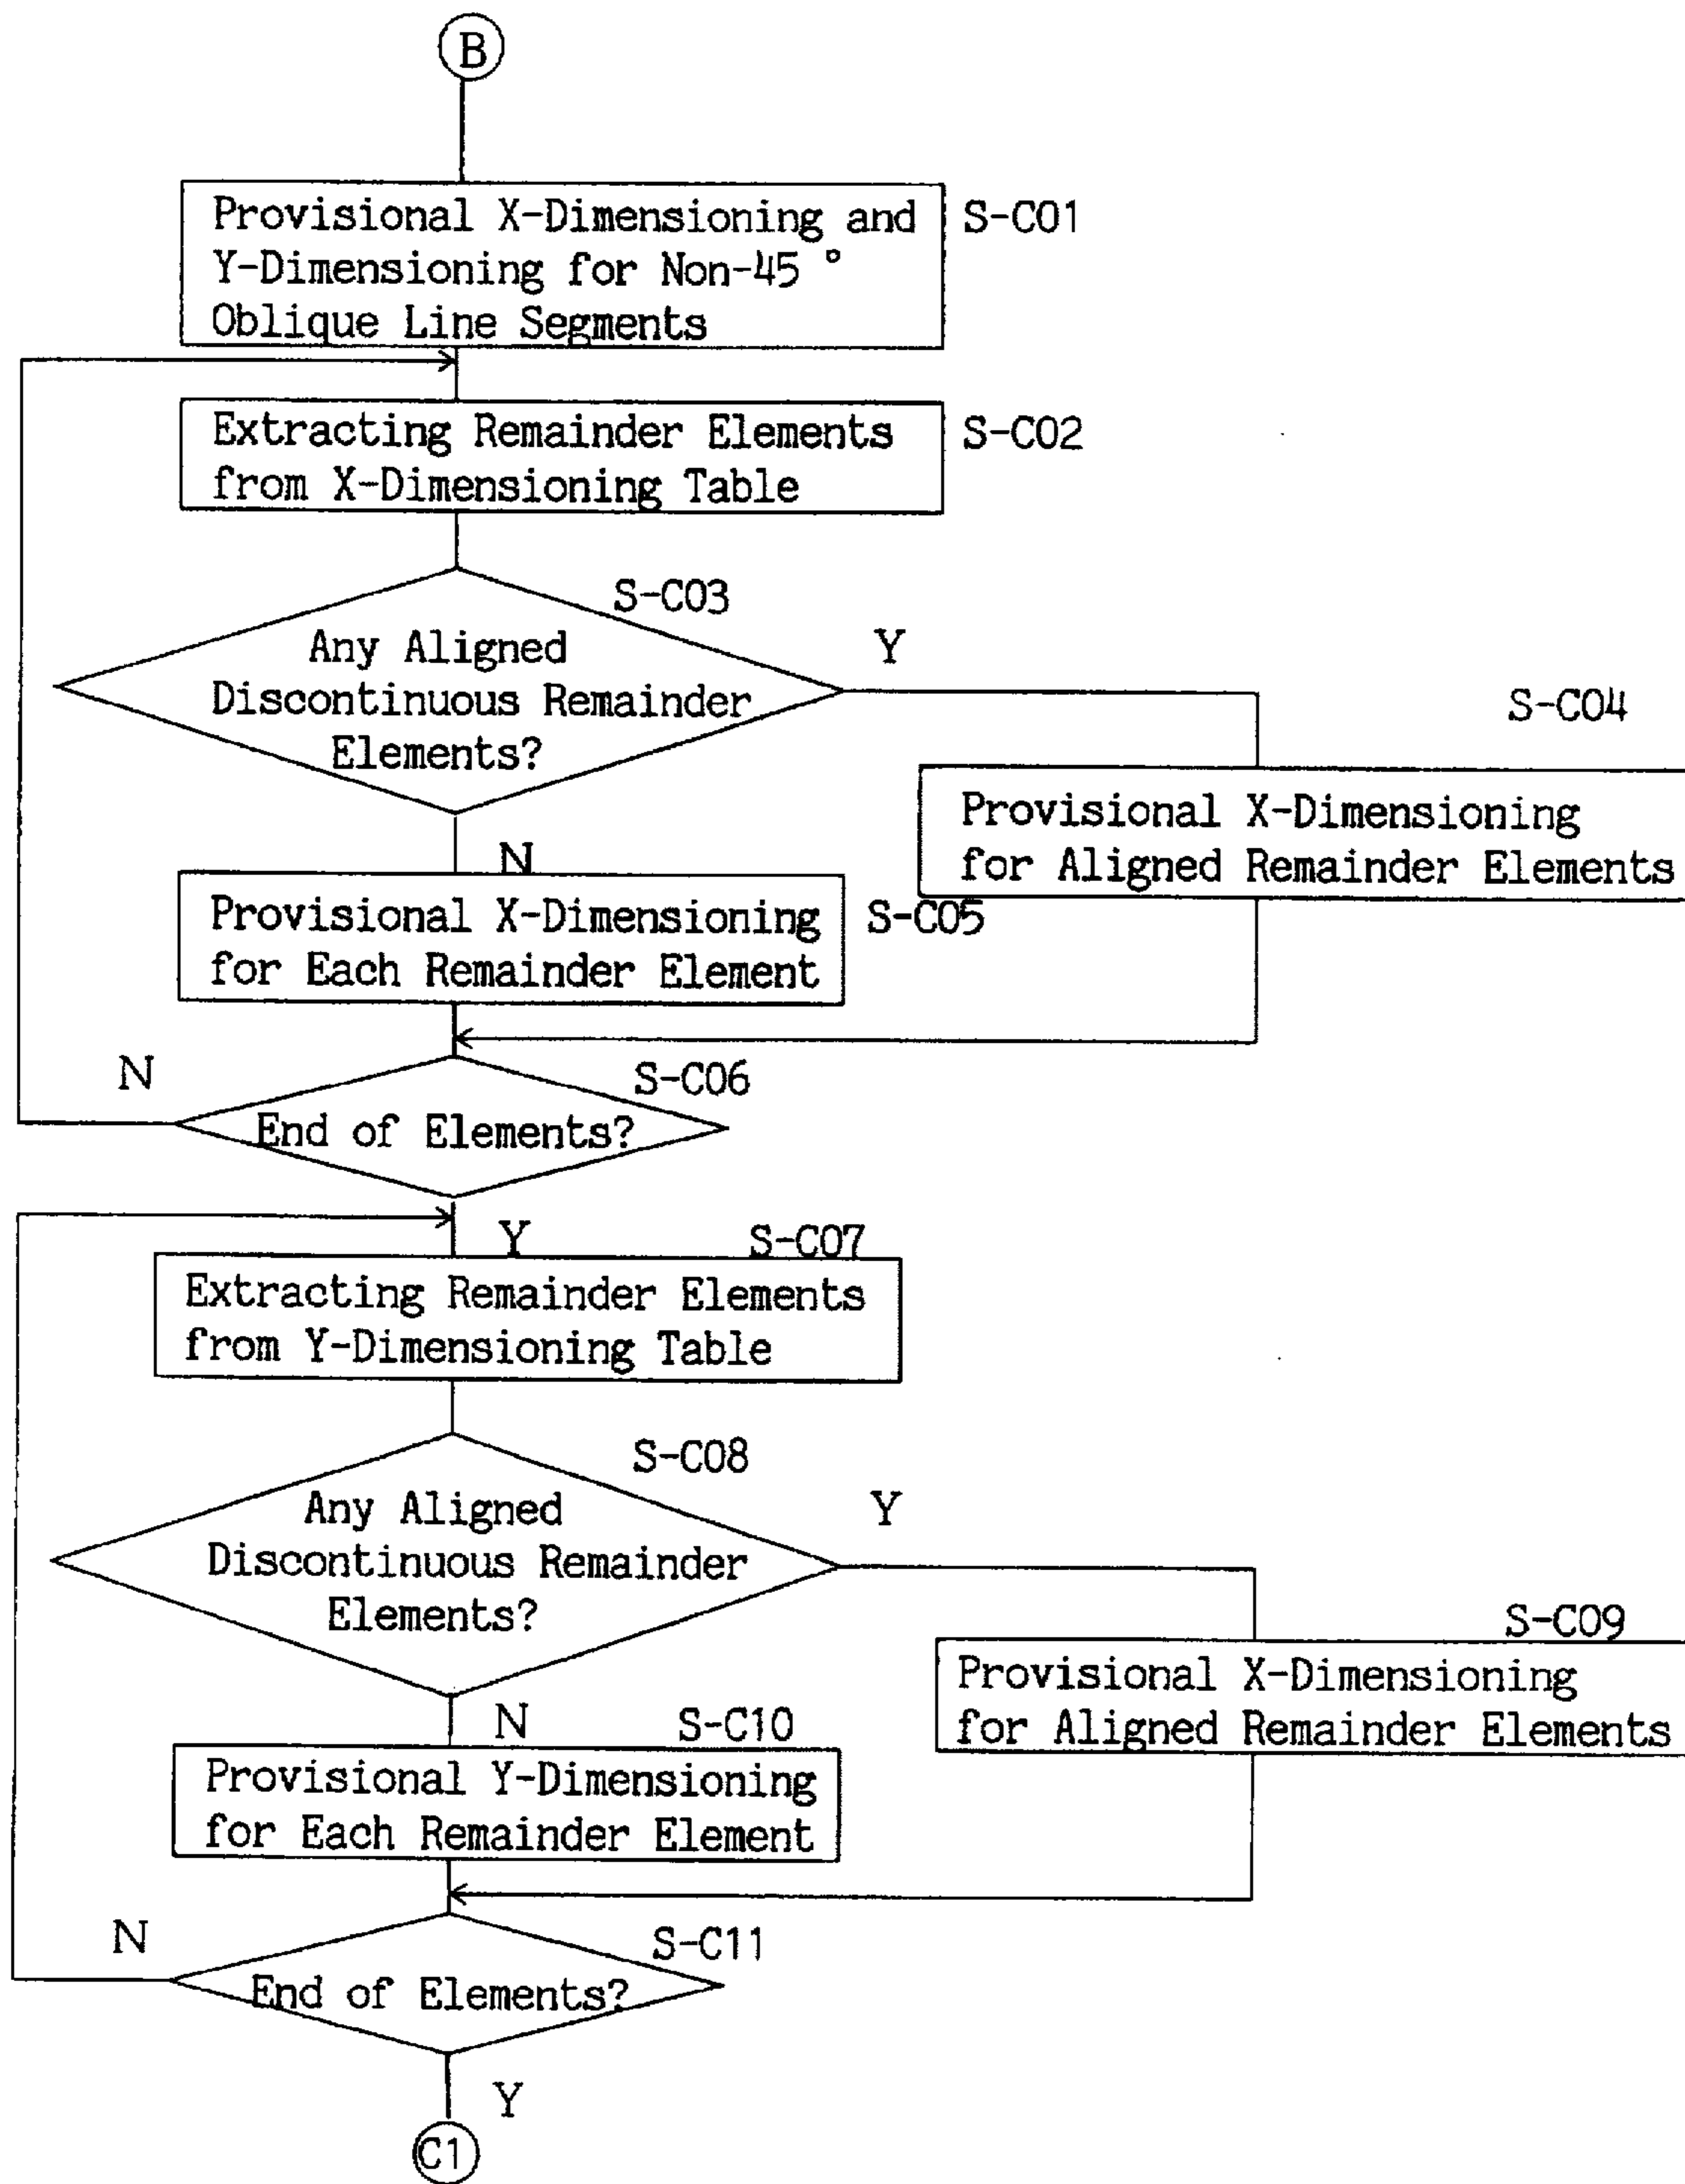 B
Provisional X-Dimensioning and
Y-Dimensioning for Non-45 °
Oblique Line Segments
S-C01
Extracting Remainder Elements
from X-Dimensioning Table
S-C02
S-C03
Any Aligned
Discontinuous Remainder
Elements?
Y
S-C04
Provisional X-Dimensioning
for Aligned Remainder Elements
N
Provisional X-Dimensioning
for Each Remainder Element
S-C05
N
S-C06
End of Elements?
Y
S-C07
Extracting Remainder Elements
from Y-Dimensioning Table
S-C08
Any Aligned
Discontinuous Remainder
Elements?
Y
S-C09
Provisional X-Dimensioning
for Aligned Remainder Elements
N
S-C10
Provisional Y-Dimensioning
for Each Remainder Element
N
S-C11
End of Elements?
Y
C1